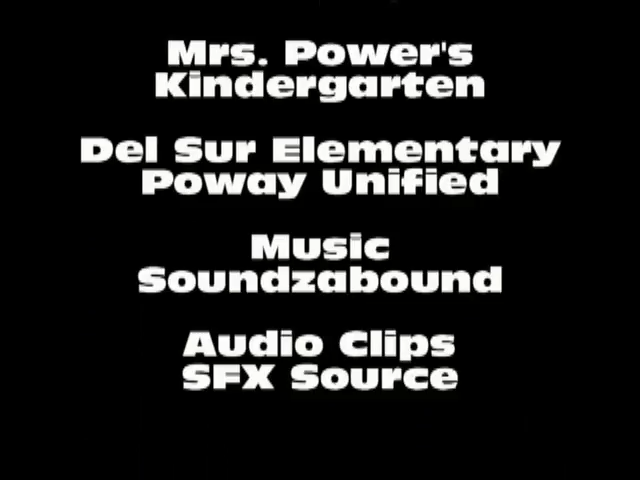 Mrs. Power's
Kindergarten
Del Sur Elementary
Poway Unified
Music
Soundzabound
Audio Clips
SFX Source